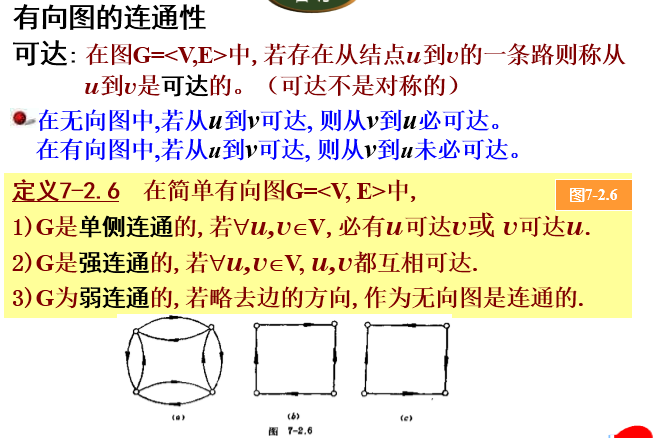 有向图的连通性
可达: 在图G=<V,E>中,若存在从结点u到v的一条路则称从
u到v是可达的。（可达不是对称的）
在无向图中,若从u到v可达, 则从v到u必可达。
在有向图中,若从u到v可达, 则从v到u未必可达。
定义7-2.6 在简单有向图G=<V, E>中,
图7-2.6
1)G是单侧连通的,若∀u,v∈V,必有u可达v或 v可达u.
2)G是强连通的,若∀u,v∈V, u,v都互相可达.
3)G为弱连通的,若略去边的方向,作为无向图是连通的.
(a) (b) (c)
图 7-2.6